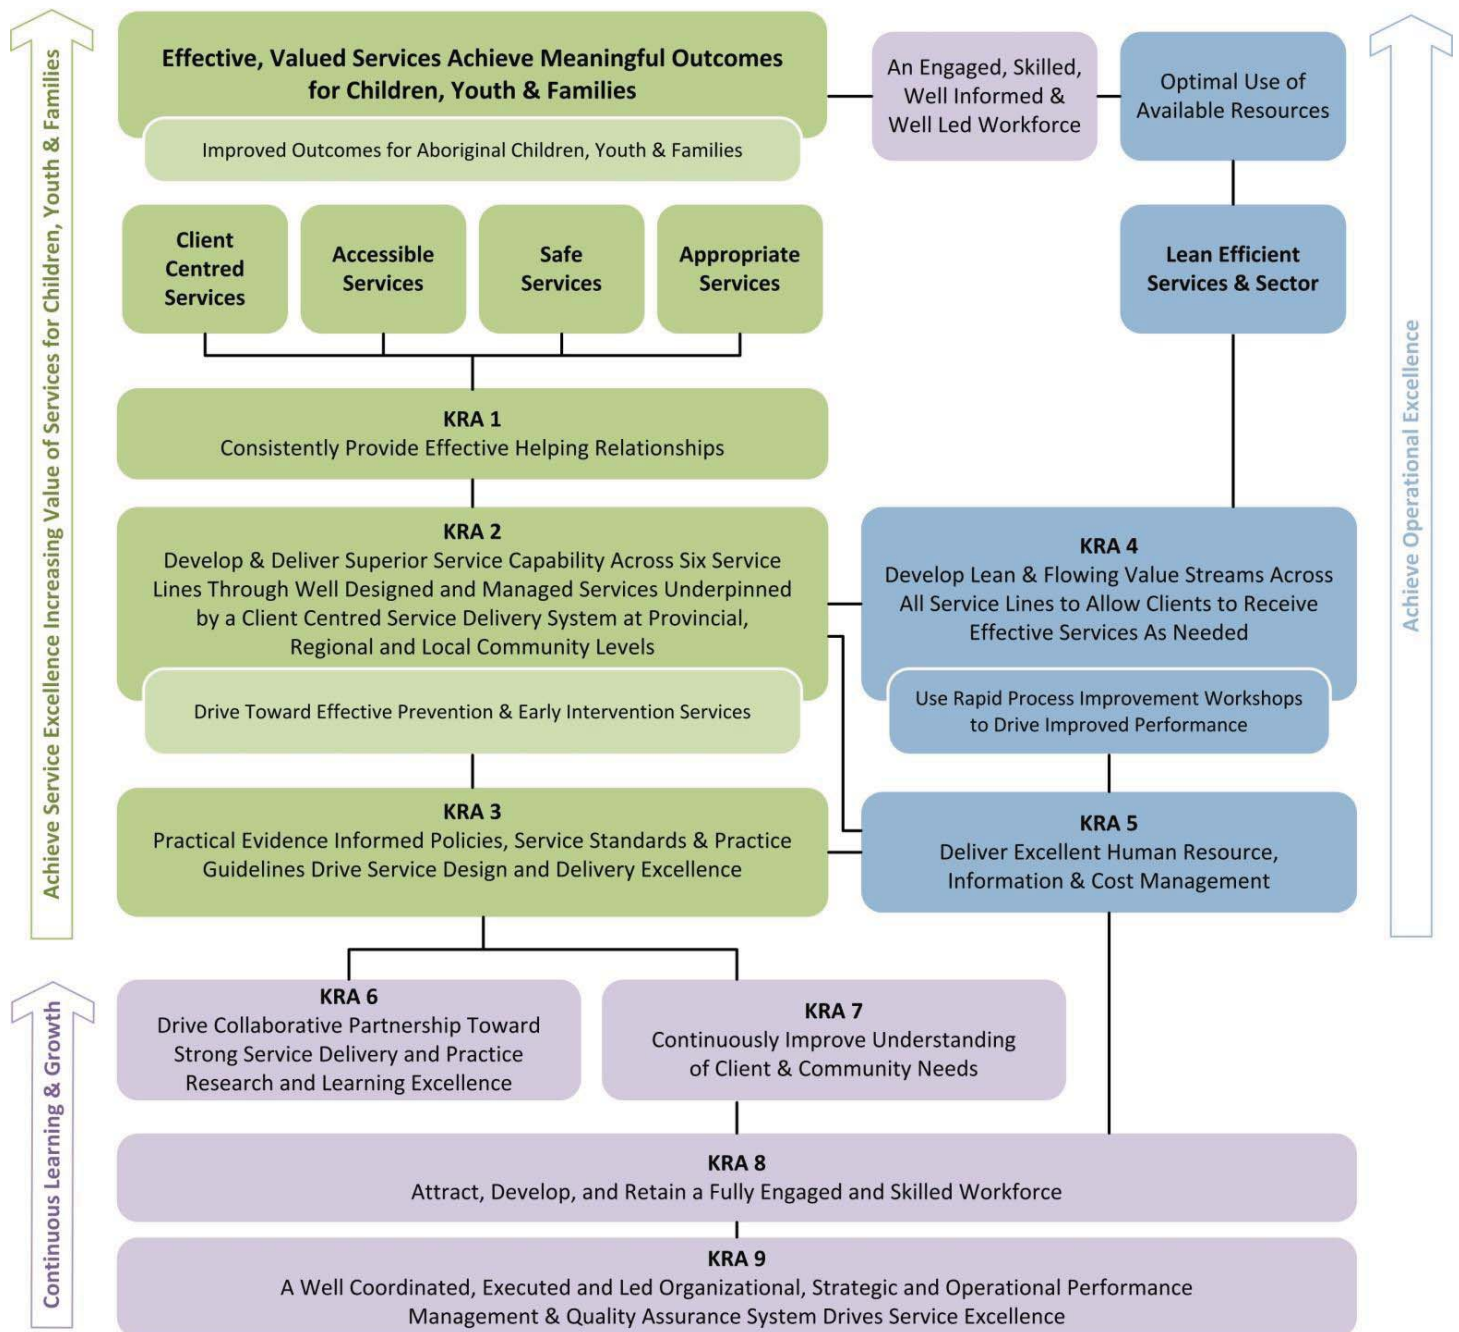 Effective, Valued Services Achieve Meaningful Outcomes
for Children, Youth & Families
Improved Outcomes for Aboriginal Children, Youth & Families
An Engaged, Skilled,
Well Informed &
Well Led Workforce
Optimal Use of
Available Resources
Client
Centred
Services
Accessible
Services
Safe
Services
Appropriate
Services
Lean Efficient
Services & Sector
KRA 1
Consistently Provide Effective Helping Relationships
KRA 2
Develop & Deliver Superior Service Capability Across Six Service
Lines Through Well Designed and Managed Services Underpinned
by a Client Centred Service Delivery System at Provincial,
Regional and Local Community Levels
Drive Toward Effective Prevention & Early Intervention Services
KRA 4
Develop Lean & Flowing Value Streams Across
All Service Lines to Allow Clients to Receive
Effective Services As Needed
Use Rapid Process Improvement Workshops
to Drive Improved Performance
KRA 3
Practical Evidence Informed Policies, Service Standards & Practice
Guidelines Drive Service Design and Delivery Excellence
KRA 5
Deliver Excellent Human Resource,
Information & Cost Management
KRA 6
Drive Collaborative Partnership Toward
Strong Service Delivery and Practice
Research and Learning Excellence
KRA 7
Continuously Improve Understanding
of Client & Community Needs
KRA 8
Attract, Develop, and Retain a Fully Engaged and Skilled Workforce
KRA 9
A Well Coordinated, Executed and Led Organizational, Strategic and Operational Performance
Management & Quality Assurance System Drives Service Excellence
Achieve Service Excellence Increasing Value of Services for Children, Youth & Families
Continuous Learning & Growth
Achieve Operational Excellence